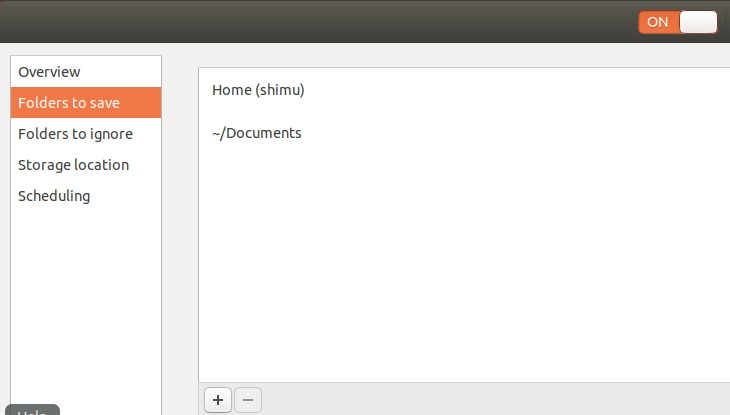 ON
Overview
Folders to save
Folders to ignore
Storage location
Scheduling
Home (shimu)
~/Documents
+ −